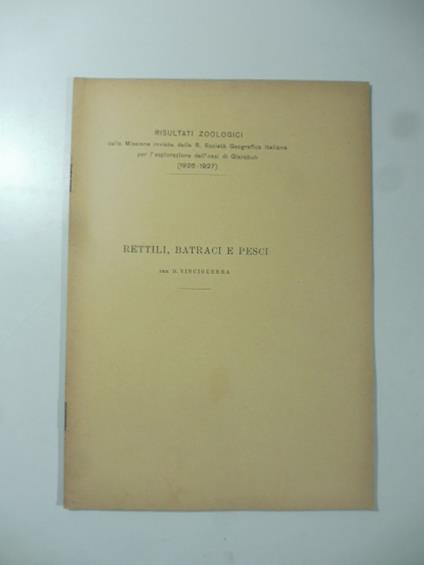 RISULTATI ZOOLOGICI
della Missione inviata dalla R. Società Geografica Italiana
per l'esplorazione dell'oasi di Giarabub
(1926-1927)
RETTILI, BATRACI E PESCI
PER D. VINCIGUERRA